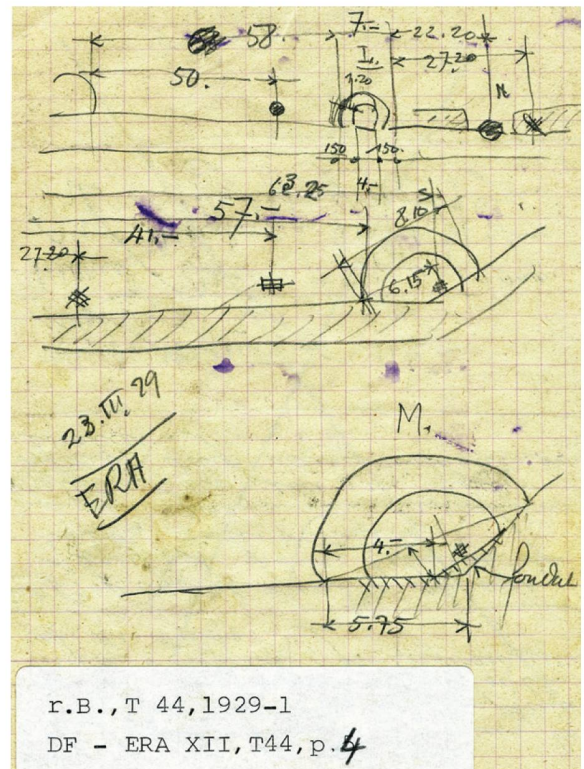 58. 7.- 22.20
50. I. 27.20
1.20 M
150 150
63.25 4.-
57.- 8.10
41.-
27.20 6.15
23.III.29
ERA
M.
4.-
5.75
r.B.,T 44,1929-1
DF - ERA XII,T44,p.4